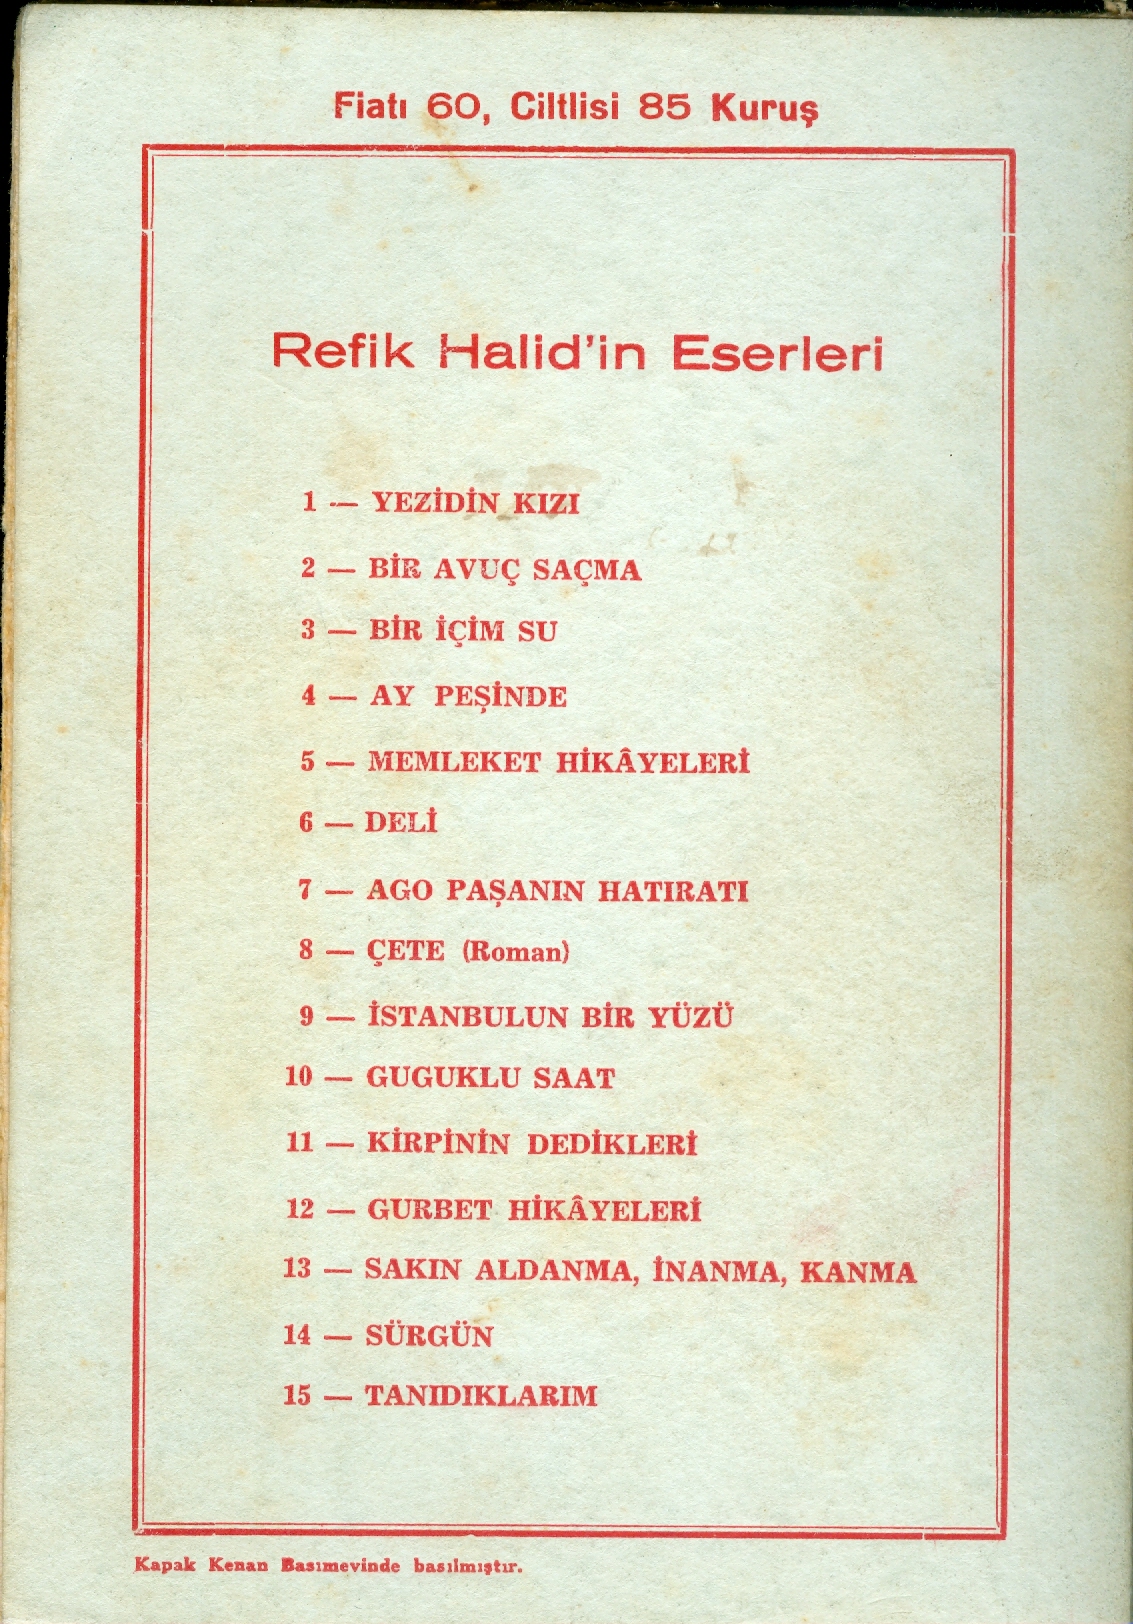 Fiatı 60, Ciltlisi 85 Kuruş
Refik Halid'in Eserleri
1 — YEZİDİN KIZI
2 — BİR AVUÇ SAÇMA
3 — BİR İÇİM SU
4 — AY PEŞİNDE
5 — MEMLEKET HİKÂYELERİ
6 — DELİ
7 — AGO PAŞANIN HATIRATI
8 — ÇETE (Roman)
9 — İSTANBULUN BİR YÜZÜ
10 — GUGUKLU SAAT
11 — KİRPİNİN DEDİKLERİ
12 — GURBET HİKÂYELERİ
13 — SAKIN ALDANMA, İNANMA, KANMA
14 — SÜRGÜN
15 — TANIDIKLARIM
Kapak Kenan Basımevinde basılmıştır.